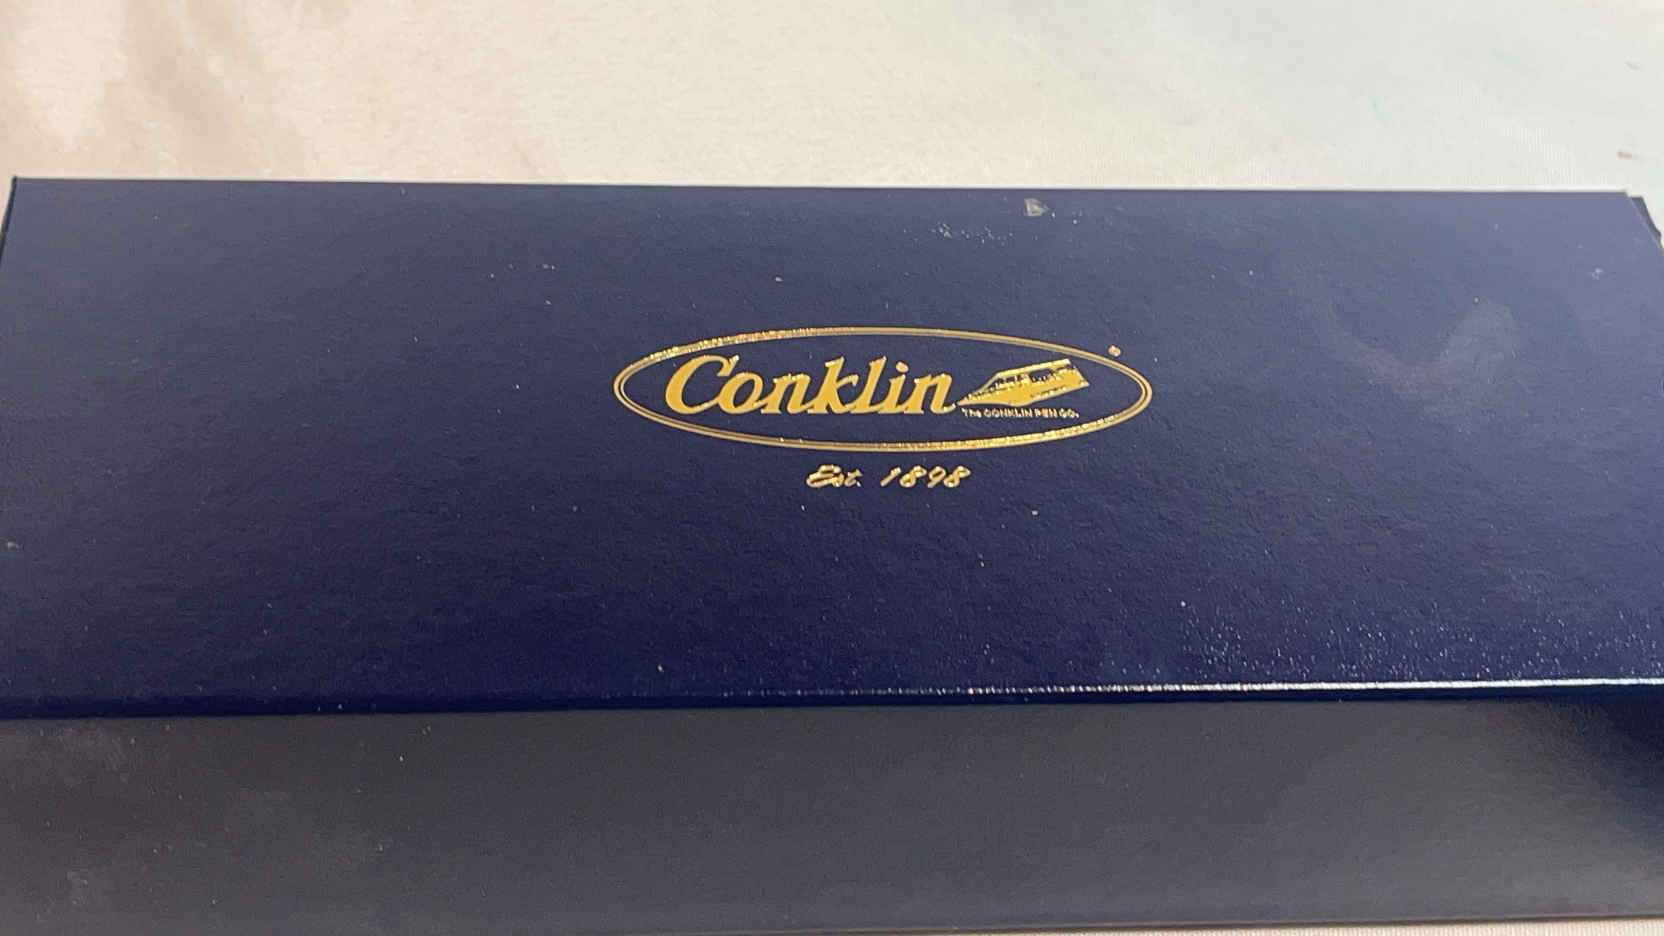 Conklin
The CONKLIN PEN CO.
®
Est. 1898